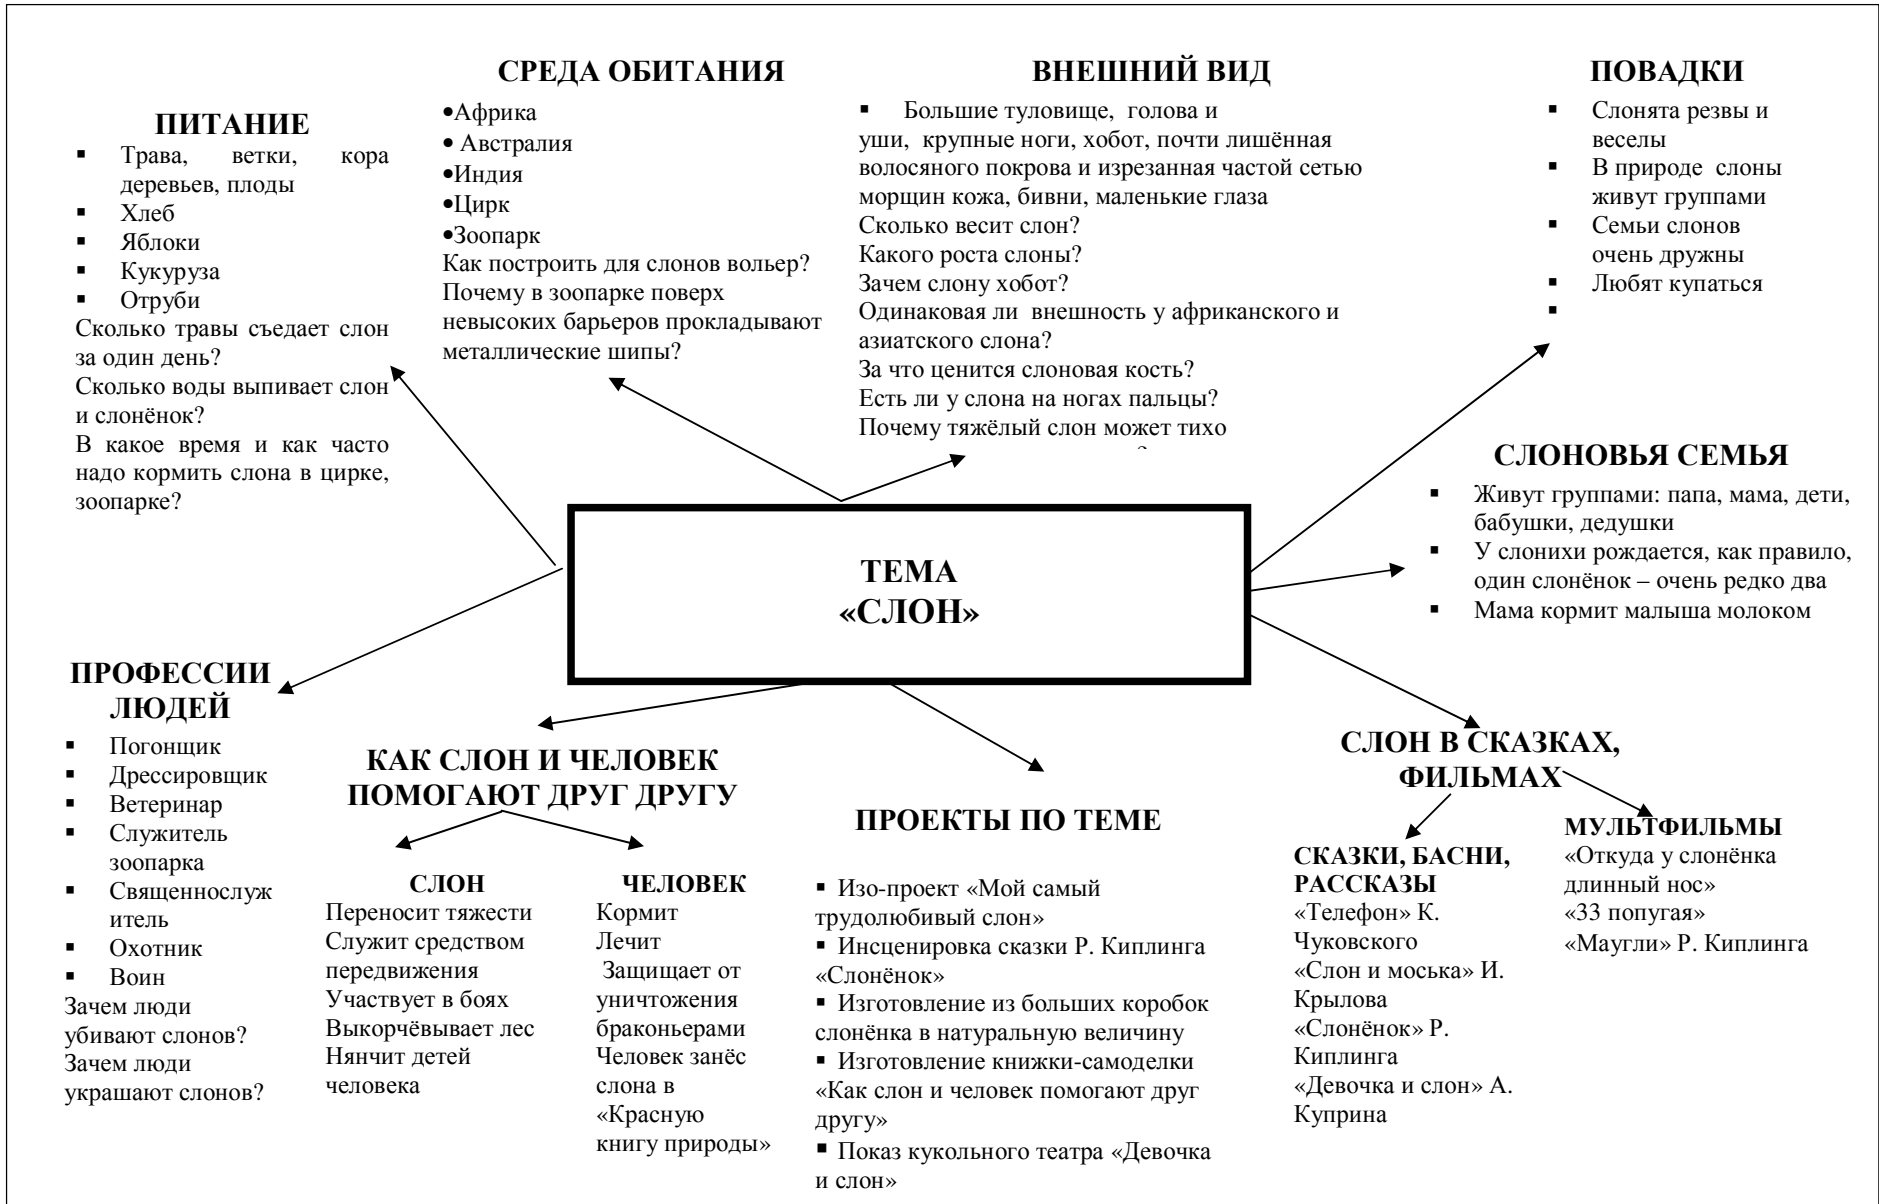 СРЕДА ОБИТАНИЯ
•Африка
• Австралия
•Индия
•Цирк
•Зоопарк
Как построить для слонов вольер?
Почему в зоопарке поверх
невысоких барьеров прокладывают
металлические шипы?
ВНЕШНИЙ ВИД
▪ Большие туловище, голова и
уши, крупные ноги, хобот, почти лишённая
волосяного покрова и изрезанная частой сетью
морщин кожа, бивни, маленькие глаза
Сколько весит слон?
Какого роста слоны?
Зачем слону хобот?
Одинаковая ли внешность у африканского и
азиатского слона?
За что ценится слоновая кость?
Есть ли у слона на ногах пальцы?
Почему тяжёлый слон может тихо
ПОВАДКИ
▪ Слонята резвы и
веселы
▪ В природе слоны
живут группами
▪ Семьи слонов
очень дружны
▪ Любят купаться
▪
ПИТАНИЕ
▪ Трава, ветки, кора
деревьев, плоды
▪ Хлеб
▪ Яблоки
▪ Кукуруза
▪ Отруби
Сколько травы съедает слон
за один день?
Сколько воды выпивает слон
и слонёнок?
В какое время и как часто
надо кормить слона в цирке,
зоопарке?
СЛОНОВЬЯ СЕМЬЯ
▪ Живут группами: папа, мама, дети,
бабушки, дедушки
▪ У слонихи рождается, как правило,
один слонёнок – очень редко два
▪ Мама кормит малыша молоком
ТЕМА
«СЛОН»
ПРОФЕССИИ
ЛЮДЕЙ
▪ Погонщик
▪ Дрессировщик
▪ Ветеринар
▪ Служитель
зоопарка
▪ Священнослуж
итель
▪ Охотник
▪ Воин
Зачем люди
убивают слонов?
Зачем люди
украшают слонов?
КАК СЛОН И ЧЕЛОВЕК
ПОМОГАЮТ ДРУГ ДРУГУ
СЛОН
Переносит тяжести
Служит средством
передвижения
Участвует в боях
Выкорчёвывает лес
Нянчит детей
человека
ЧЕЛОВЕК
Кормит
Лечит
Защищает от
уничтожения
браконьерами
Человек занёс
слона в
«Красную
книгу природы»
ПРОЕКТЫ ПО ТЕМЕ
▪ Изо-проект «Мой самый
трудолюбивый слон»
▪ Инсценировка сказки Р. Киплинга
«Слонёнок»
▪ Изготовление из больших коробок
слонёнка в натуральную величину
▪ Изготовление книжки-самоделки
«Как слон и человек помогают друг
другу»
▪ Показ кукольного театра «Девочка
и слон»
СЛОН В СКАЗКАХ,
ФИЛЬМАХ
СКАЗКИ, БАСНИ,
РАССКАЗЫ
«Телефон» К.
Чуковского
«Слон и моська» И.
Крылова
«Слонёнок» Р.
Киплинга
«Девочка и слон» А.
Куприна
МУЛЬТФИЛЬМЫ
«Откуда у слонёнка
длинный нос»
«33 попугая»
«Маугли» Р. Киплинга